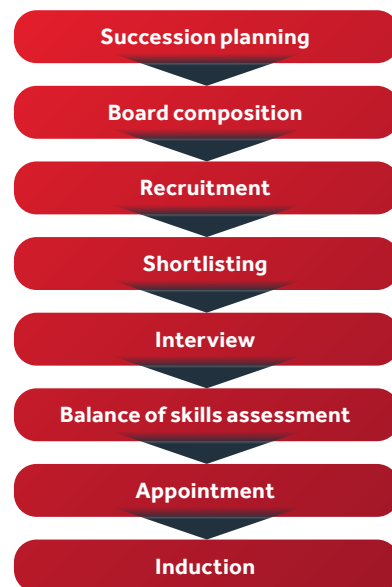 Succession planning
Board composition
Recruitment
Shortlisting
Interview
Balance of skills assessment
Appointment
Induction